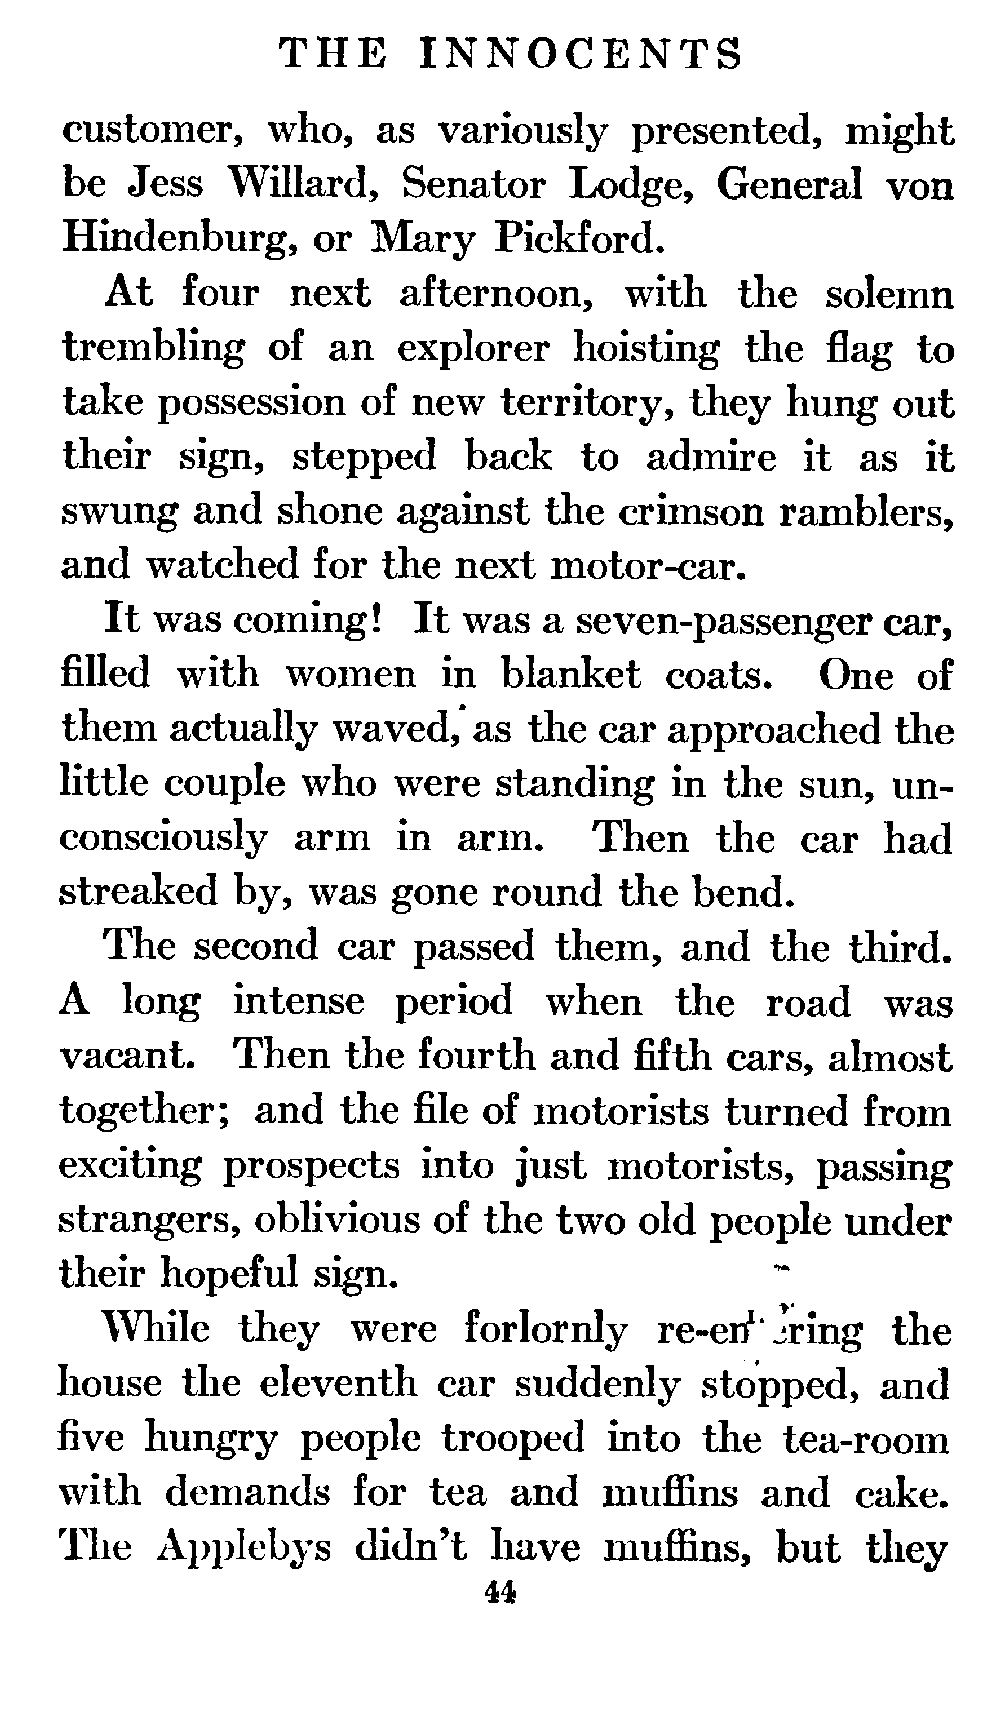 THE INNOCENTS
customer, who, as variously presented, might
be Jess Willard, Senator Lodge, General von
Hindenburg, or Mary Pickford.
At four next afternoon, with the solemn
trembling of an explorer hoisting the flag to
take possession of new territory, they hung out
their sign, stepped back to admire it as it
swung and shone against the crimson ramblers,
and watched for the next motor-car.
It was coming! It was a seven-passenger car,
filled with women in blanket coats. One of
them actually waved, as the car approached the
little couple who were standing in the sun, un-
consciously arm in arm. Then the car had
streaked by, was gone round the bend.
The second car passed them, and the third.
A long intense period when the road was
vacant. Then the fourth and fifth cars, almost
together; and the file of motorists turned from
exciting prospects into just motorists, passing
strangers, oblivious of the two old people under
their hopeful sign.
While they were forlornly re-entering the
house the eleventh car suddenly stopped, and
five hungry people trooped into the tea-room
with demands for tea and muffins and cake.
The Applebys didn't have muffins, but they
44